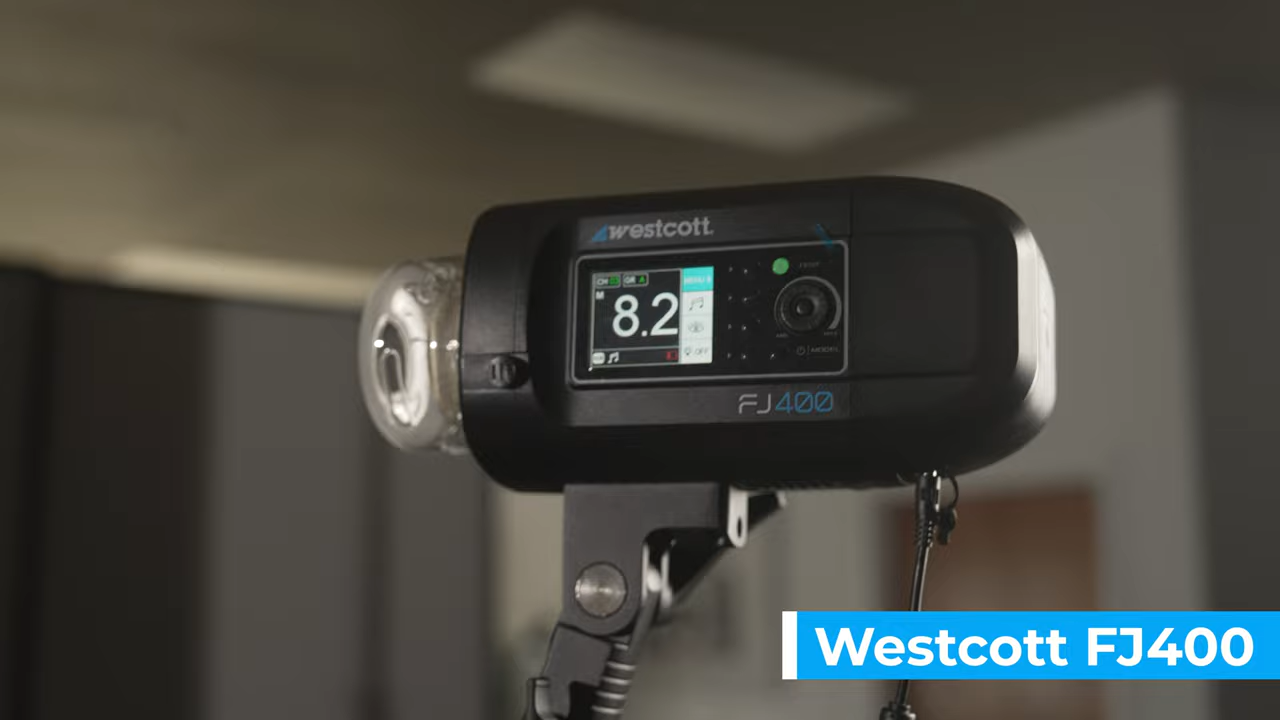 westcott
CH GR A
M
8.2
OFF
MODEL
FJ400
Westcott FJ400